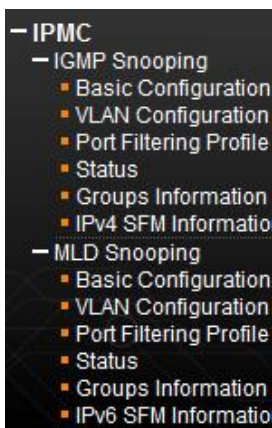 IPMC
IGMP Snooping
Basic Configuration
VLAN Configuration
Port Filtering Profile
Status
Groups Information
IPv4 SFM Informatio
MLD Snooping
Basic Configuration
VLAN Configuration
Port Filtering Profile
Status
Groups Information
IPv6 SFM Informatio